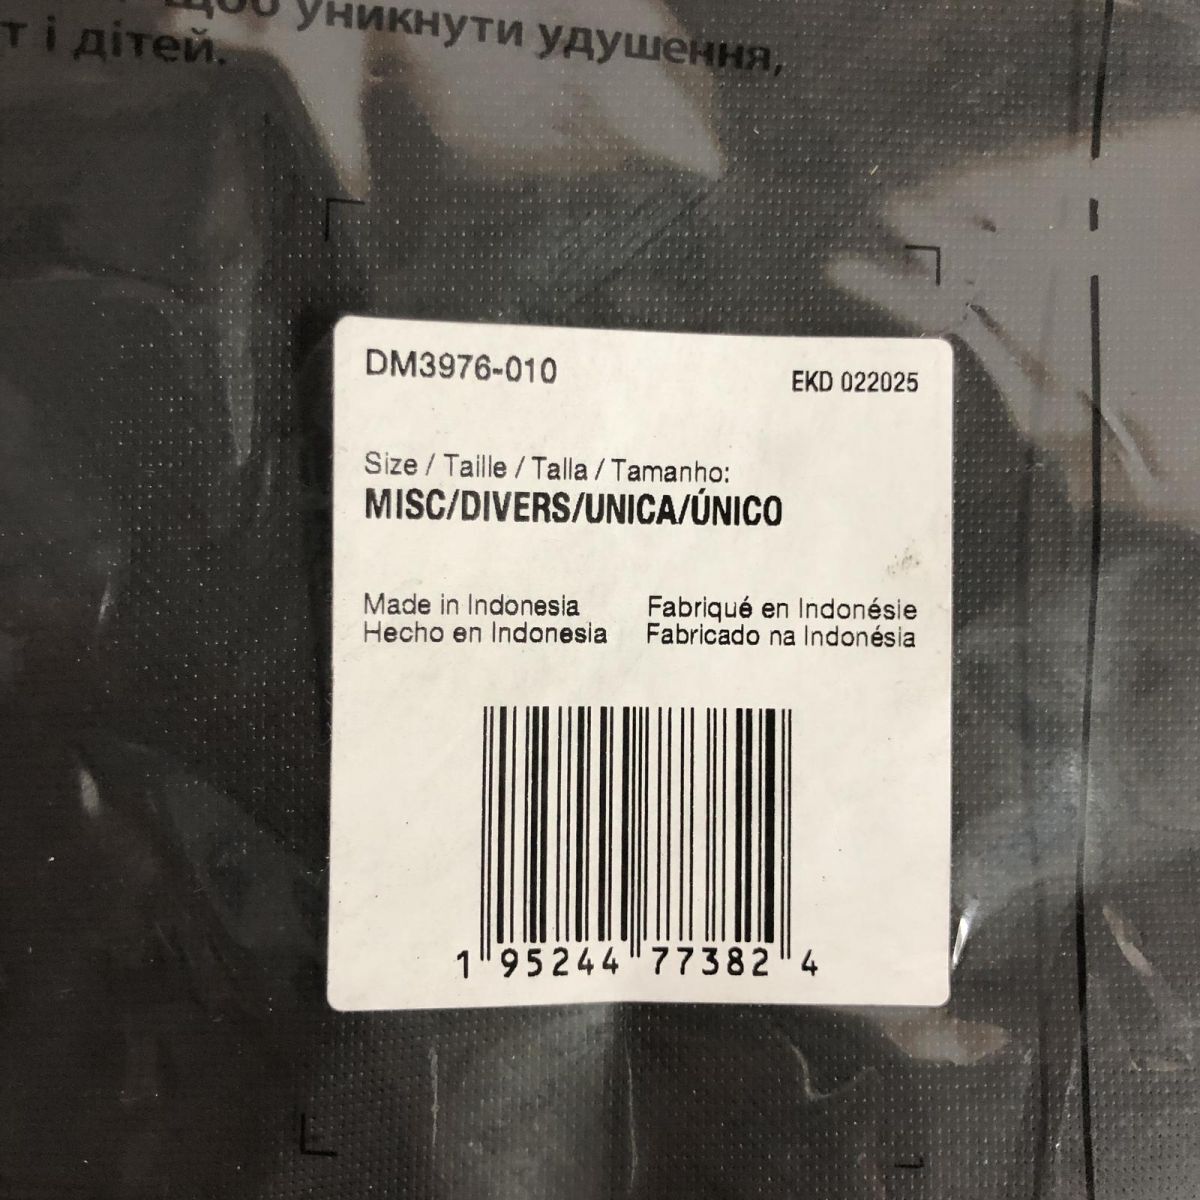 щоб уникнути удушення,
т і дітей.
DM3976-010
EKD 022025
Size / Taille / Talla / Tamanho:
MISC/DIVERS/UNICA/ÚNICO
Made in Indonesia
Fabriqué en Indonésie
Hecho en Indonesia
Fabricado na Indonésia
1 95244 77382 4